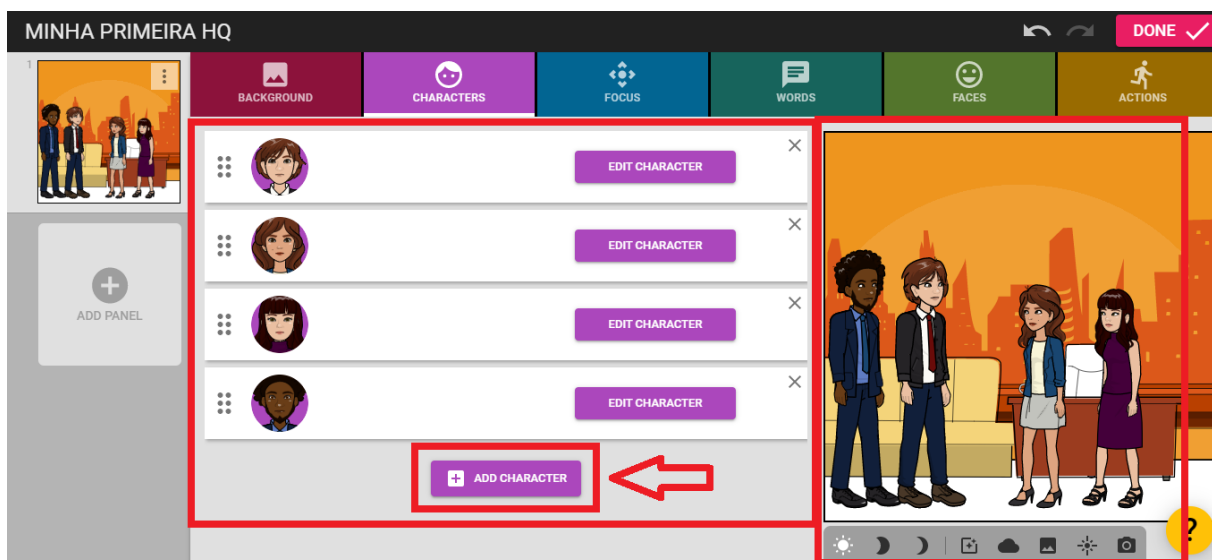 MINHA PRIMEIRA HQ
DONE
1
BACKGROUND
CHARACTERS
FOCUS
WORDS
FACES
ACTIONS
EDIT CHARACTER
EDIT CHARACTER
ADD PANEL
EDIT CHARACTER
EDIT CHARACTER
ADD CHARACTER
?